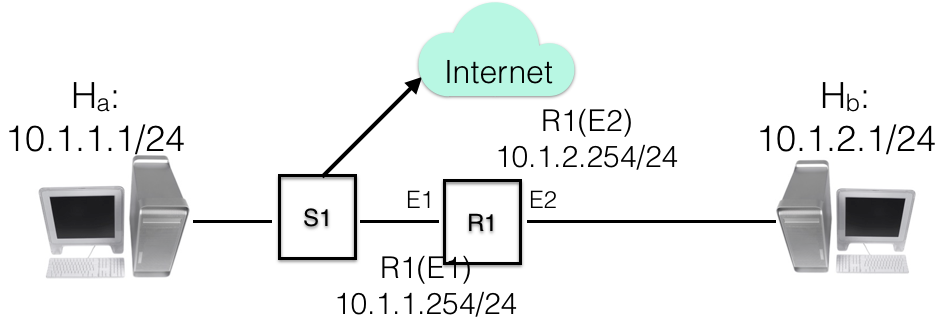 Internet
Hₐ:
10.1.1.1/24
R1(E2)
10.1.2.254/24
H_b:
10.1.2.1/24
S1
E1
R1
E2
R1(E1)
10.1.1.254/24